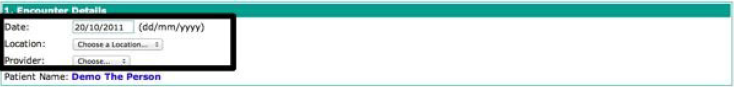 1. Encounter Details
Date: 20/10/2011 (dd/mm/yyyy)
Location: Choose a Location...
Provider: Choose...
Patient Name: Demo The Person